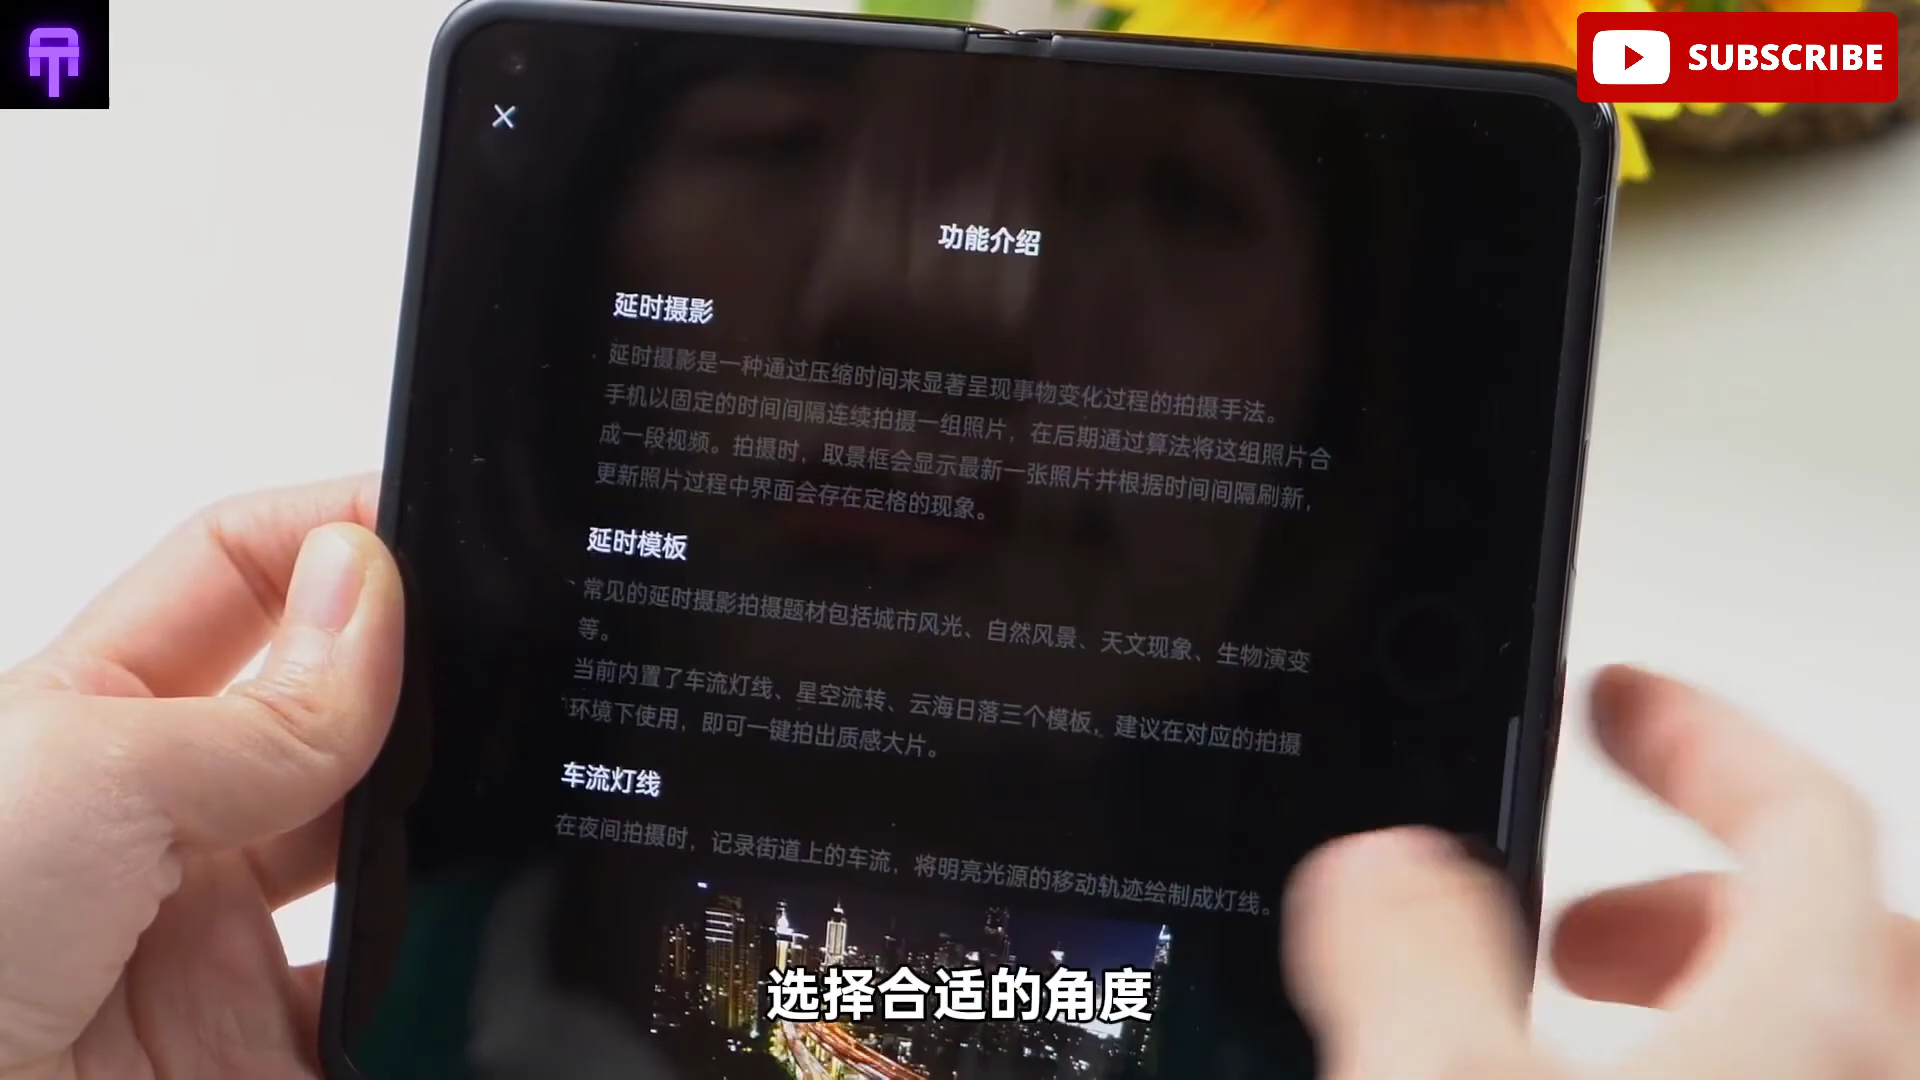 SUBSCRIBE
功能介绍
延时摄影
延时摄影是一种通过压缩时间来显著呈现事物变化过程的拍摄手法。
手机以固定的时间间隔连续拍摄一组照片，在后期通过算法将这组照片合
成一段视频。拍摄时，取景框会显示最新一张照片并根据时间间隔刷新，
更新照片过程中界面会存在定格的现象。
延时模板
常见的延时摄影拍摄题材包括城市风光、自然风景、天文现象、生物演变
等。
当前内置了车流灯线、星空流转、云海日落三个模板，建议在对应的拍摄
环境下使用，即可一键拍出质感大片。
车流灯线
在夜间拍摄时，记录街道上的车流，将明亮光源的移动轨迹绘制成灯线。
选择合适的角度